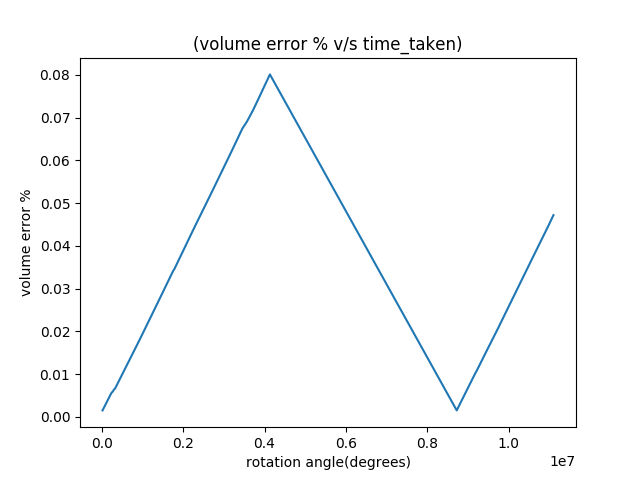 (volume error % v/s time_taken)
volume error %
0.08
0.07
0.06
0.05
0.04
0.03
0.02
0.01
0.00
0.0 0.2 0.4 0.6 0.8 1.0
1e7
rotation angle(degrees)